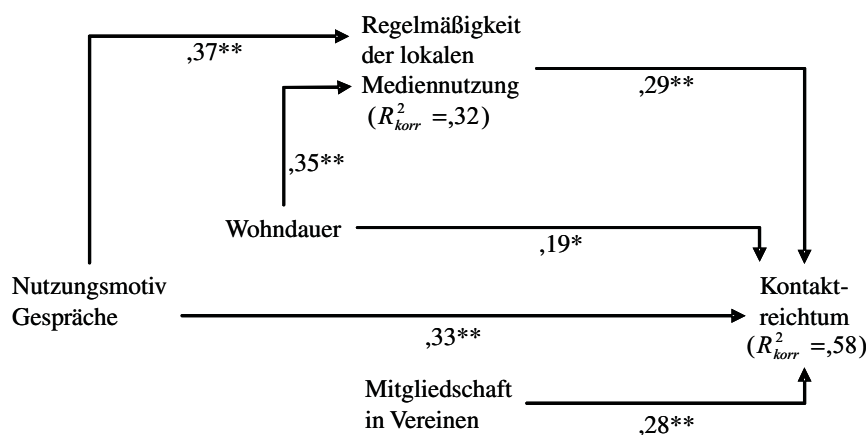 Regelmäßigkeit
der lokalen
Mediennutzung
(R²korr =,32)
,37**
,29**
,35**
Wohndauer
,19*
Nutzungsmotiv
Gespräche
Kontakt-
reichtum
(R²korr =,58)
,33**
Mitgliedschaft
in Vereinen
,28**